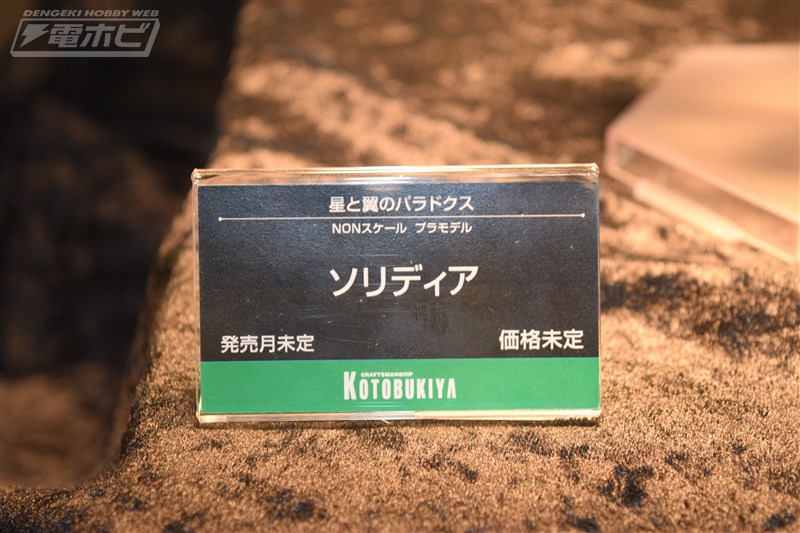 DENGEKI HOBBY WEB
電ホビ
星と翼のパラドクス
NONスケール プラモデル
ソリディア
発売月未定
価格未定
CRAFTSMANSHIP
KOTOBUKIYA